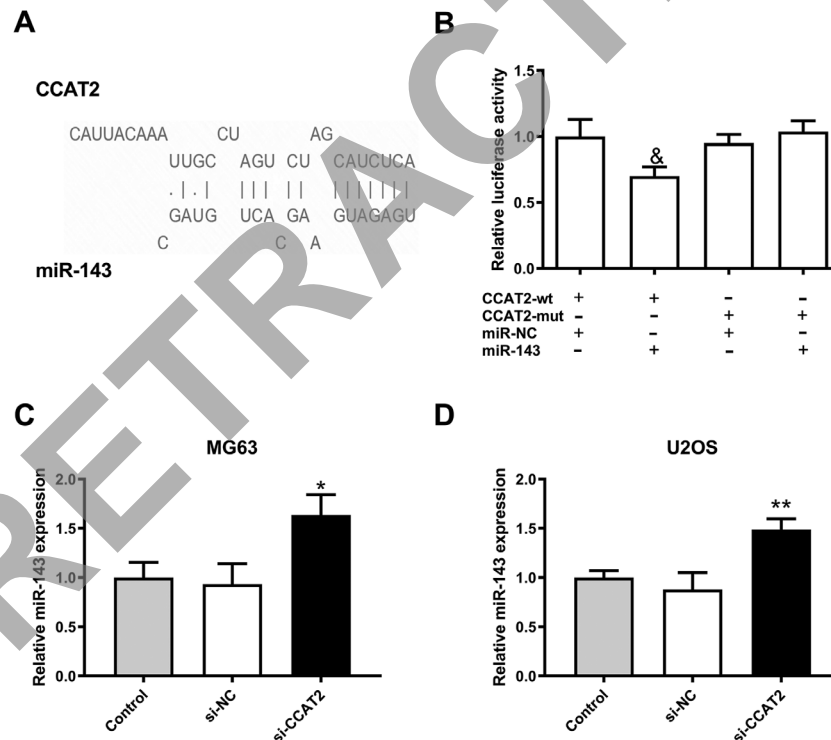 A
CCAT2
CAUUACAAA CU AG
UUGC AGU CU CAUCUCA
GAUG UCA GA GUAGAGU
C C A
miR-143
B
Relative luciferase activity
1.5
1.0
0.5
0.0
&
CCAT2-wt + + - -
CCAT2-mut - - + +
miR-NC + - + -
miR-143 - + - +
C
MG63
Relative miR-143 expression
2.0
1.5
1.0
0.5
0.0
*
Control si-NC si-CCAT2
D
U2OS
Relative miR-143 expression
2.0
1.5
1.0
0.5
0.0
**
Control si-NC si-CCAT2
RETRACT